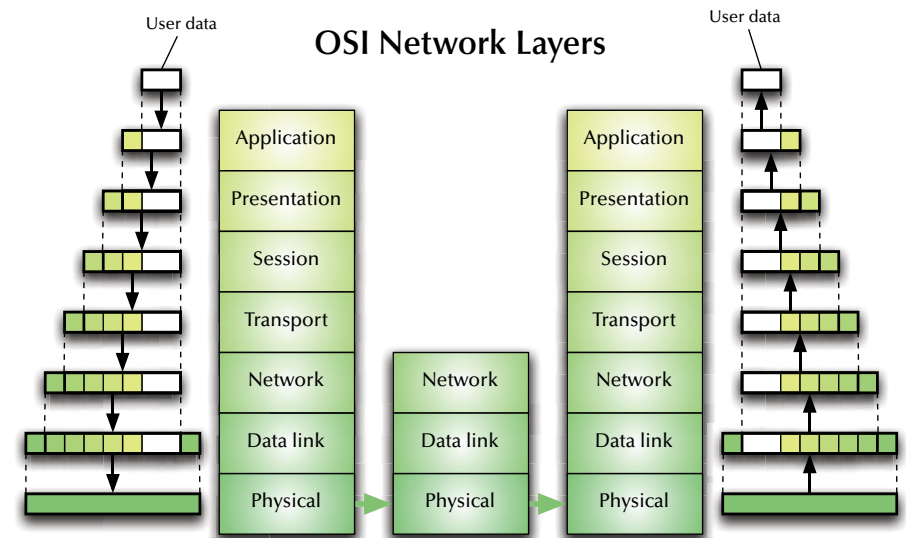 User data
OSI Network Layers
User data
Application
Presentation
Session
Transport
Network
Data link
Physical
Network
Data link
Physical
Application
Presentation
Session
Transport
Network
Data link
Physical